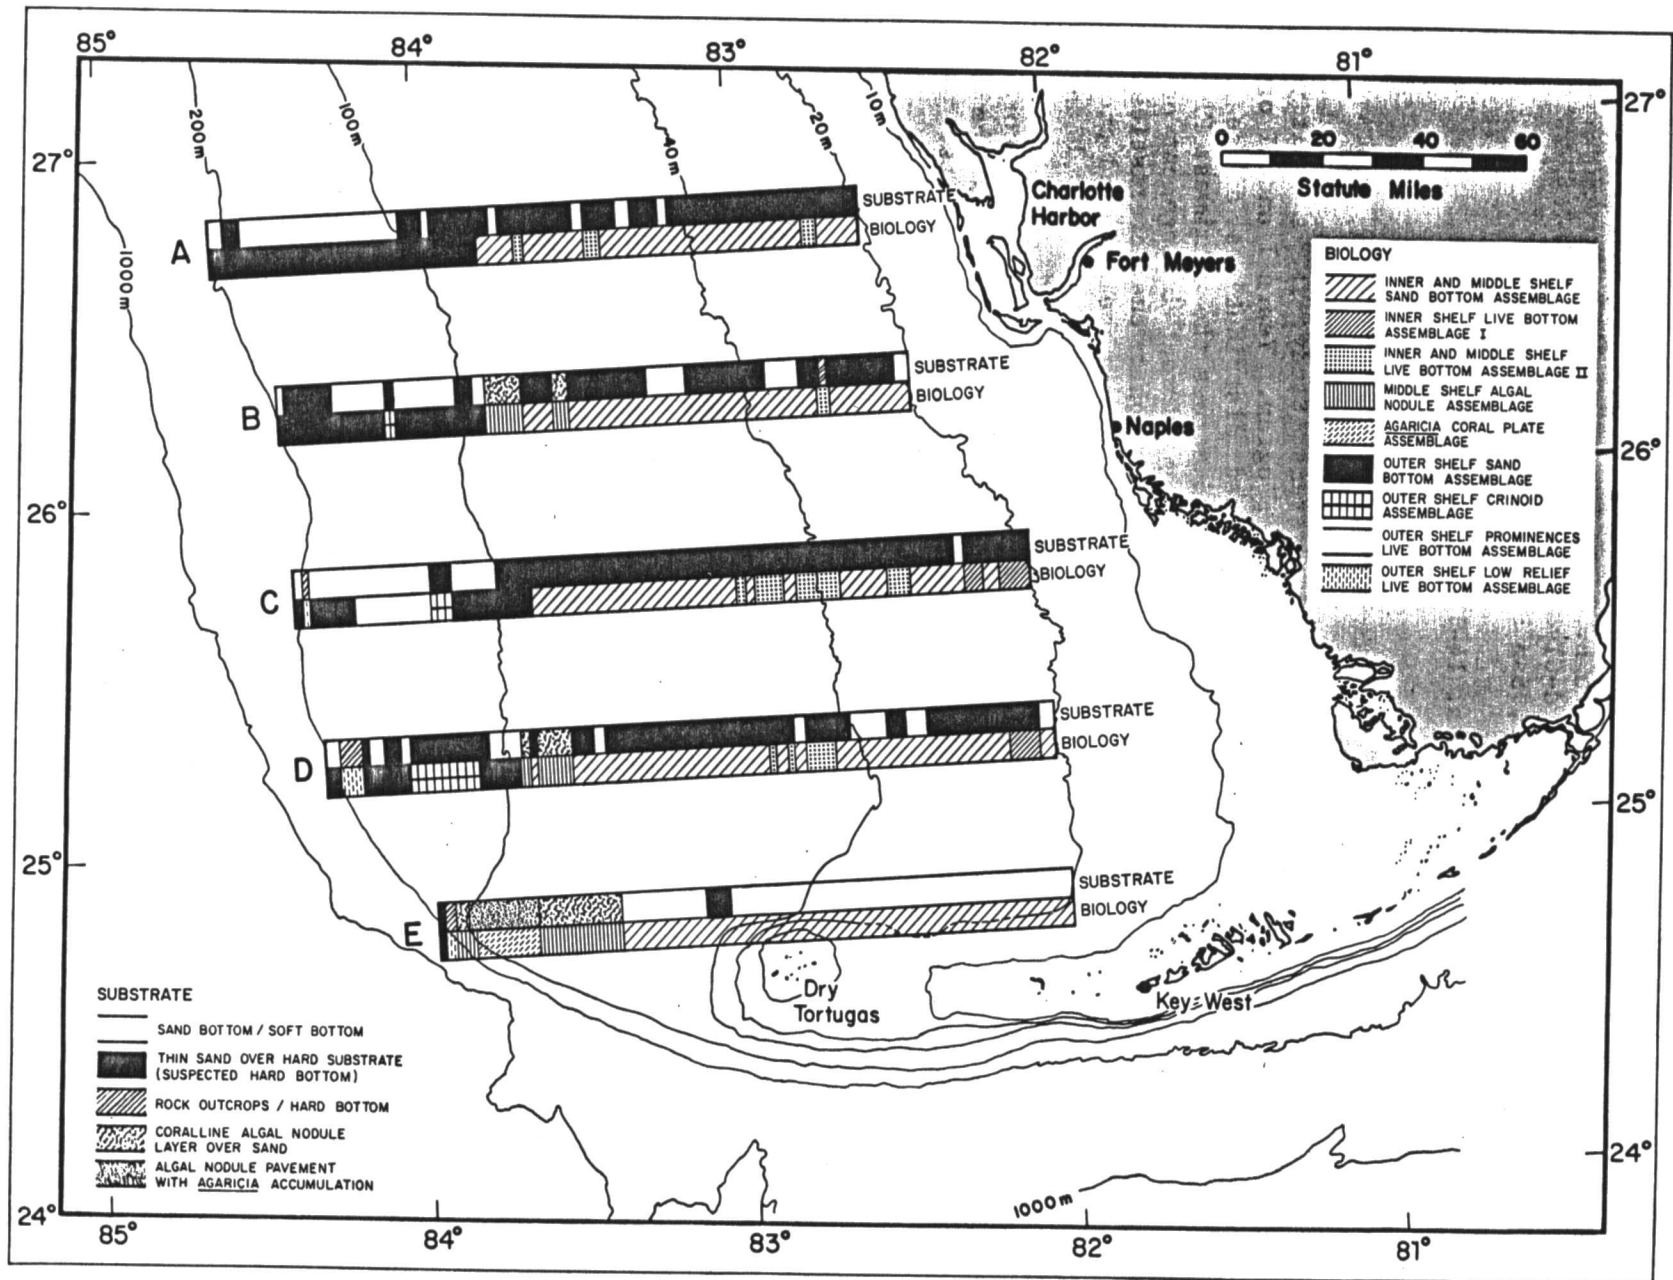 85°
84°
83°
82°
81°
27°
27°
26°
26°
25°
25°
24°
24°
85°
84°
83°
82°
81°
200m
100m
40m
20m
10m
1000m
1000m
0 20 40 60
Statute Miles
Charlotte
Harbor
Fort Meyers
Naples
Key West
Dry
Tortugas
A
SUBSTRATE
BIOLOGY
B
SUBSTRATE
BIOLOGY
C
SUBSTRATE
BIOLOGY
D
SUBSTRATE
BIOLOGY
E
SUBSTRATE
BIOLOGY
BIOLOGY
INNER AND MIDDLE SHELF
SAND BOTTOM ASSEMBLAGE
INNER SHELF LIVE BOTTOM
ASSEMBLAGE I
INNER AND MIDDLE SHELF
LIVE BOTTOM ASSEMBLAGE II
MIDDLE SHELF ALGAL
NODULE ASSEMBLAGE
AGARICIA CORAL PLATE
ASSEMBLAGE
OUTER SHELF SAND
BOTTOM ASSEMBLAGE
OUTER SHELF CRINOID
ASSEMBLAGE
OUTER SHELF PROMINENCES
LIVE BOTTOM ASSEMBLAGE
OUTER SHELF LOW RELIEF
LIVE BOTTOM ASSEMBLAGE
SUBSTRATE
SAND BOTTOM / SOFT BOTTOM
THIN SAND OVER HARD SUBSTRATE
(SUSPECTED HARD BOTTOM)
ROCK OUTCROPS / HARD BOTTOM
CORALLINE ALGAL NODULE
LAYER OVER SAND
ALGAL NODULE PAVEMENT
WITH AGARICIA ACCUMULATION